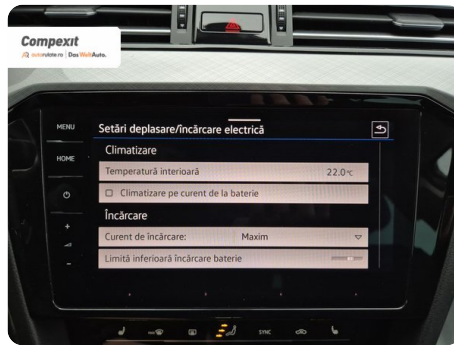 Compexit
autorulate.ro | Das WeltAuto.
MENU
Setări deplasare/încărcare electrică
Climatizare
HOME
Temperatură interioară 22.0°C
Climatizare pe curent de la baterie
Încărcare
Curent de încărcare: Maxim
Limită inferioară încărcare baterie
SYNC